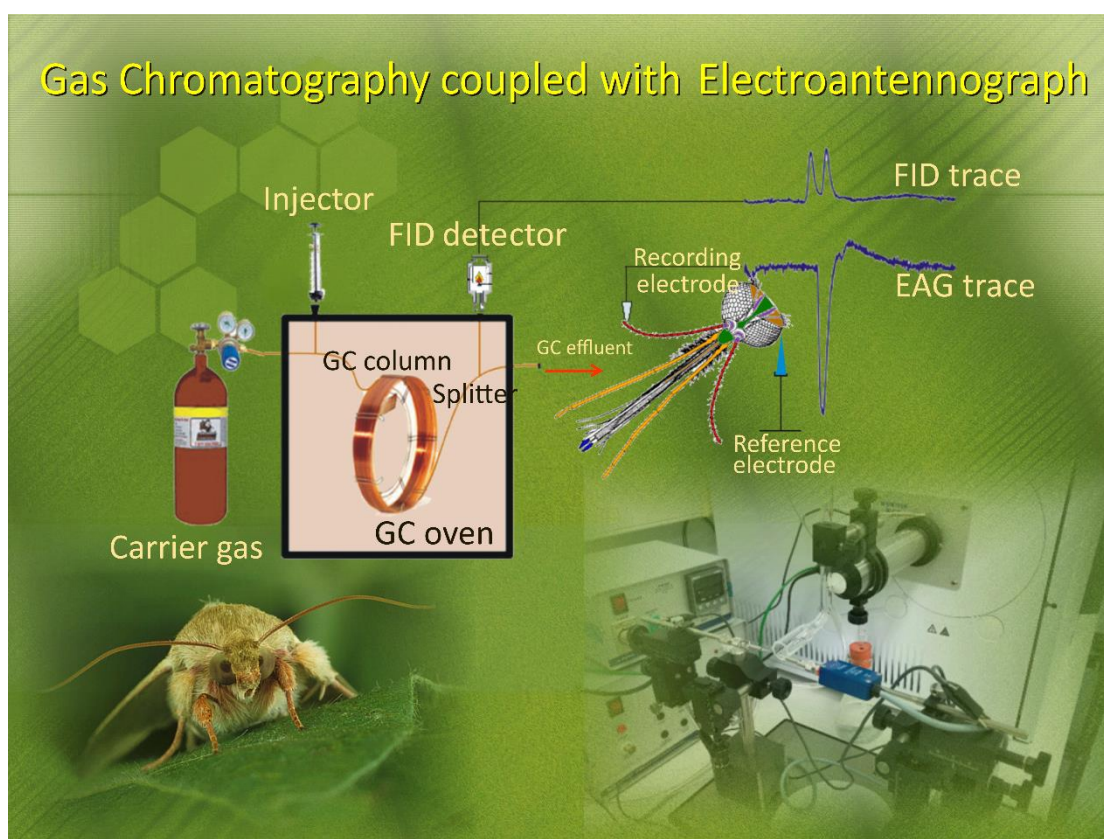 Gas Chromatography coupled with Electroantennograph
Injector
FID detector
FID trace
Recording
electrode
EAG trace
GC effluent
GC column
Splitter
Reference
electrode
GC oven
Carrier gas